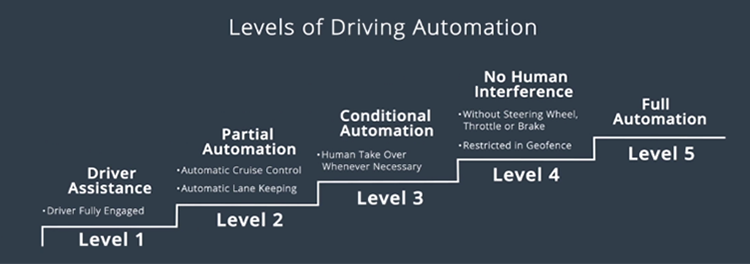 Levels of Driving Automation
Driver
Assistance
•Driver Fully Engaged
Level 1
Partial
Automation
•Automatic Cruise Control
•Automatic Lane Keeping
Level 2
Conditional
Automation
•Human Take Over
Whenever Necessary
Level 3
No Human
Interference
•Without Steering Wheel,
Throttle or Brake
•Restricted in Geofence
Level 4
Full
Automation
Level 5